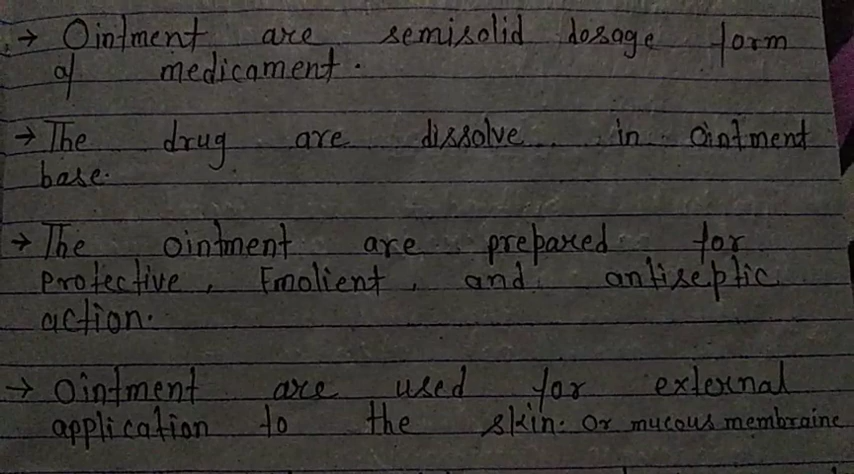 → Ointment are semisolid dosage form
of medicament.
→ The drug are dissolve in Ointment
base.
→ The ointment are prepared for
Protective, Emolient, and antiseptic
action.
→ Ointment are used for external
application to the skin. Or mucous membraine